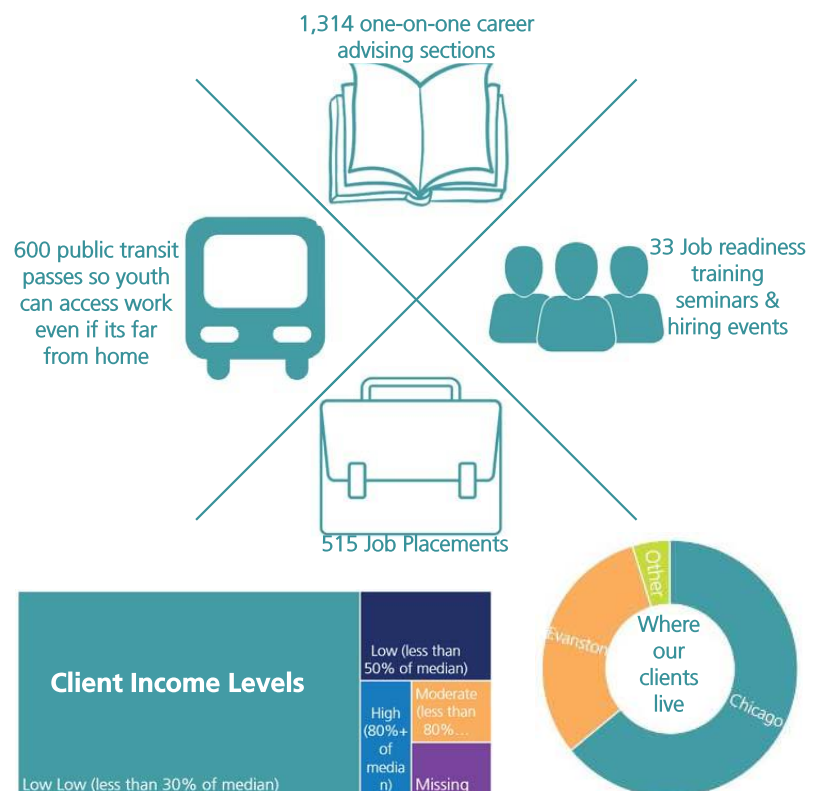 1,314 one-on-one career
advising sections
600 public transit
passes so youth
can access work
even if its far
from home
33 Job readiness
training
seminars &
hiring events
515 Job Placements
Client Income Levels
Low Low (less than 30% of median)
Low (less than
50% of median)
High
(80%+
of
media
n)
Moderate
(less than
80%...
Missing
Where
our
clients
live
Other
Evanston
Chicago